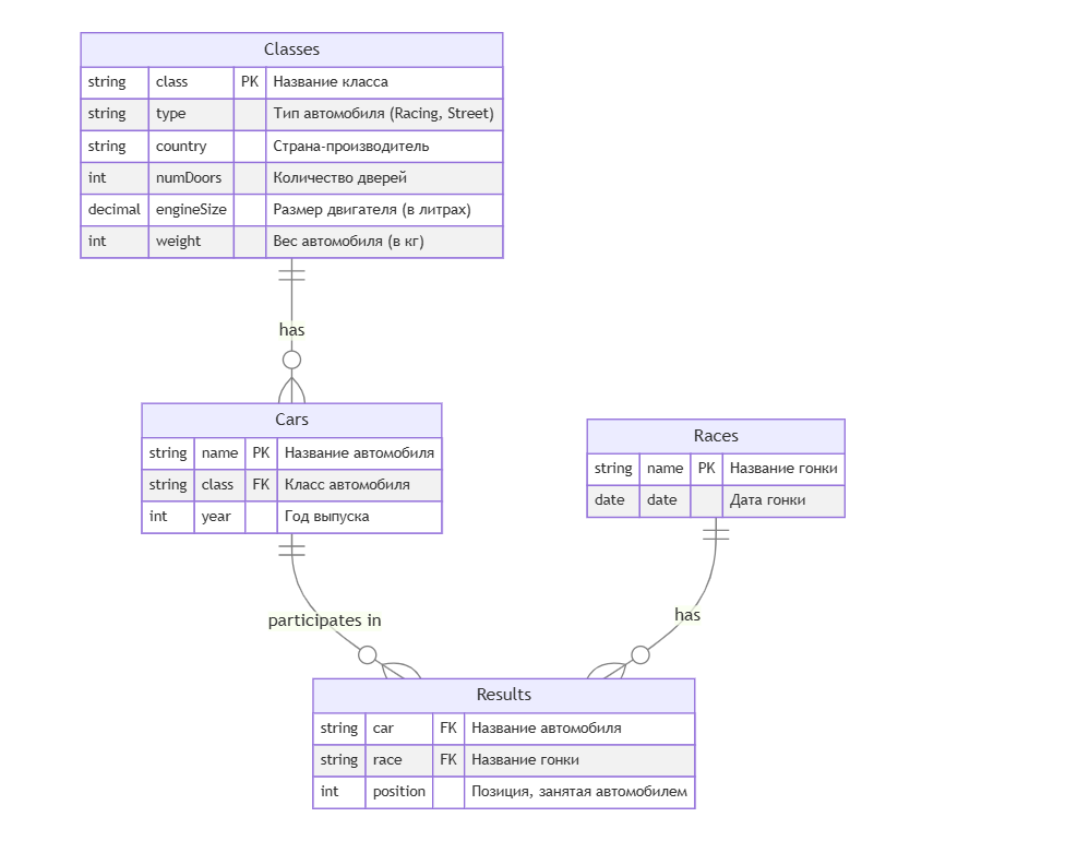 Classes
string class PK Название класса
string type Тип автомобиля (Racing, Street)
string country Страна-производитель
int numDoors Количество дверей
decimal engineSize Размер двигателя (в литрах)
int weight Вес автомобиля (в кг)
has
Cars
string name PK Название автомобиля
string class FK Класс автомобиля
int year Год выпуска
Races
string name PK Название гонки
date date Дата гонки
participates in
has
Results
string car FK Название автомобиля
string race FK Название гонки
int position Позиция, занятая автомобилем